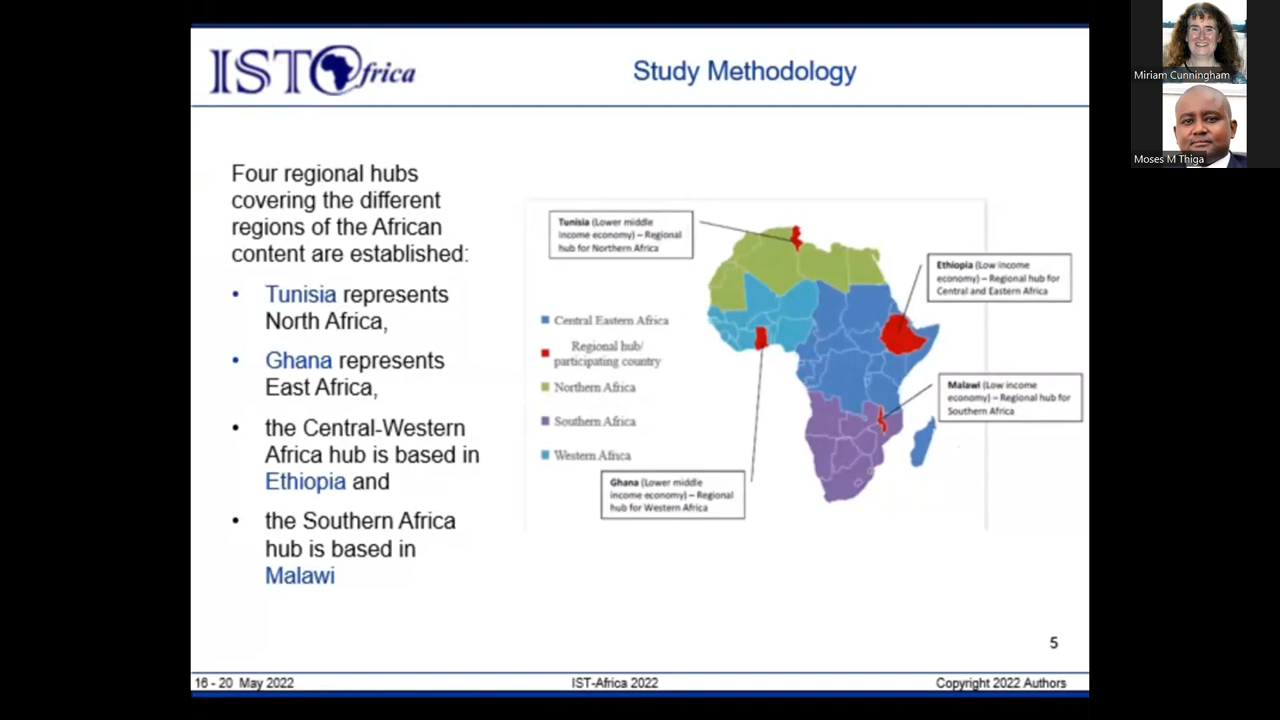 IST Africa
Study Methodology
Miriam Cunningham
Moses M Thiga
Four regional hubs
covering the different
regions of the African
content are established:
• Tunisia represents
North Africa,
• Ghana represents
East Africa,
• the Central-Western
Africa hub is based in
Ethiopia and
• the Southern Africa
hub is based in
Malawi
Tunisia (Lower middle
income economy) – Regional
hub for Northern Africa
Ethiopia (Low income
economy) – Regional hub for
Central and Eastern Africa
Central Eastern Africa
Regional hub/
participating country
Northern Africa
Southern Africa
Western Africa
Malawi (Low income
economy) – Regional hub for
Southern Africa
Ghana (Lower middle
income economy) – Regional
hub for Western Africa
5
16 - 20 May 2022
IST-Africa 2022
Copyright 2022 Authors